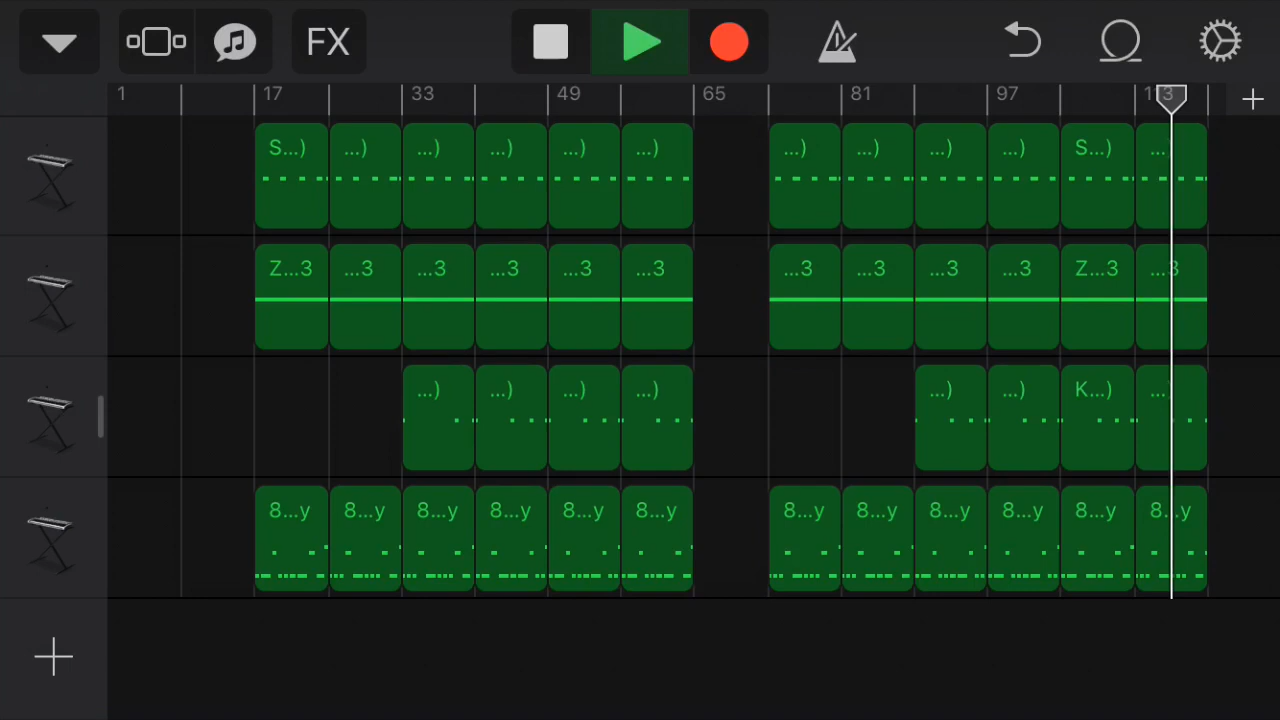 FX
1 17 33 49 65 81 97 113
S...) ...) ...) ...) ...) ...) ...) ...) ...) ...) S...) ...
Z...3 ...3 ...3 ...3 ...3 ...3 ...3 ...3 ...3 ...3 Z...3 ...3
...) ...) ...) ...) ...) ...) K...) ...)
8...y 8...y 8...y 8...y 8...y 8...y 8...y 8...y 8...y 8...y 8...y 8...y